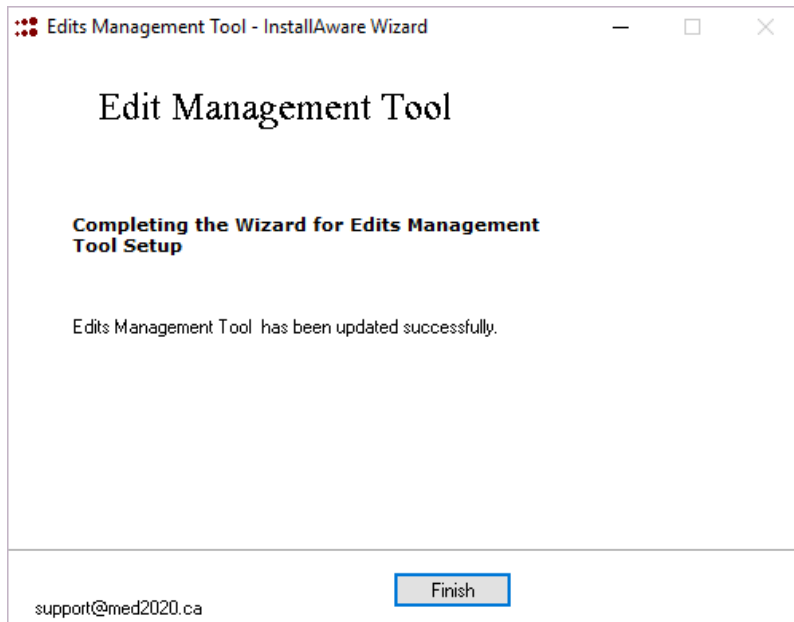 Edits Management Tool - InstallAware Wizard
Edit Management Tool
Completing the Wizard for Edits Management
Tool Setup
Edits Management Tool has been updated successfully.
Finish
support@med2020.ca